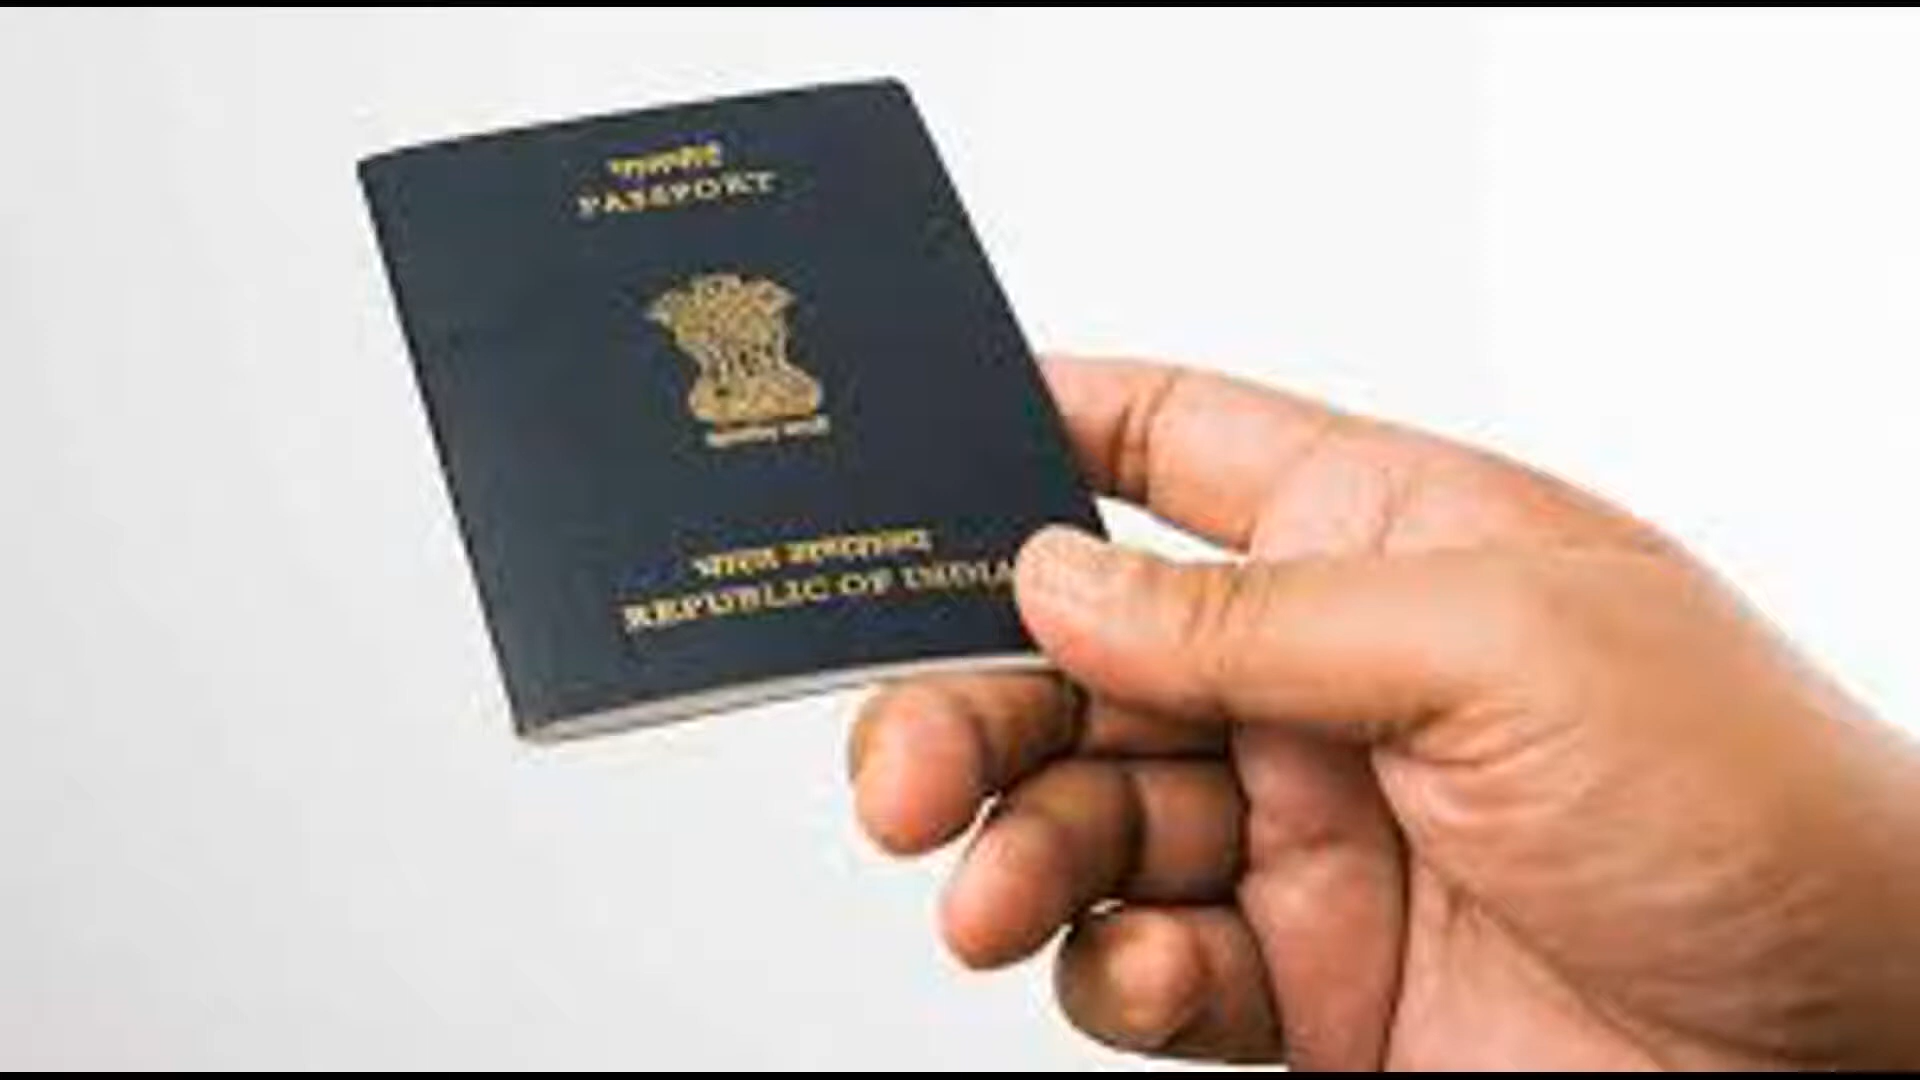 पासपोर्ट
PASSPORT
भारत गणराज्य
REPUBLIC OF INDIA